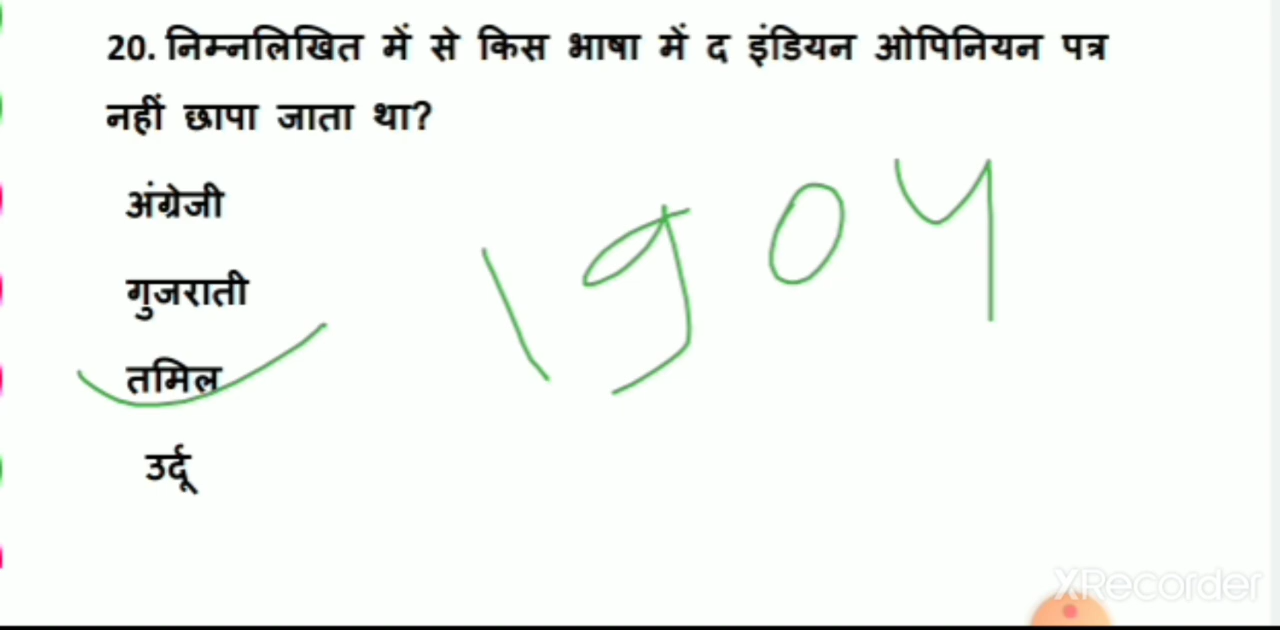 20. निम्नलिखित में से किस भाषा में द इंडियन ओपिनियन पत्र
नहीं छापा जाता था?
अंग्रेजी
गुजराती
तमिल
उर्दू
1904
XRecorder